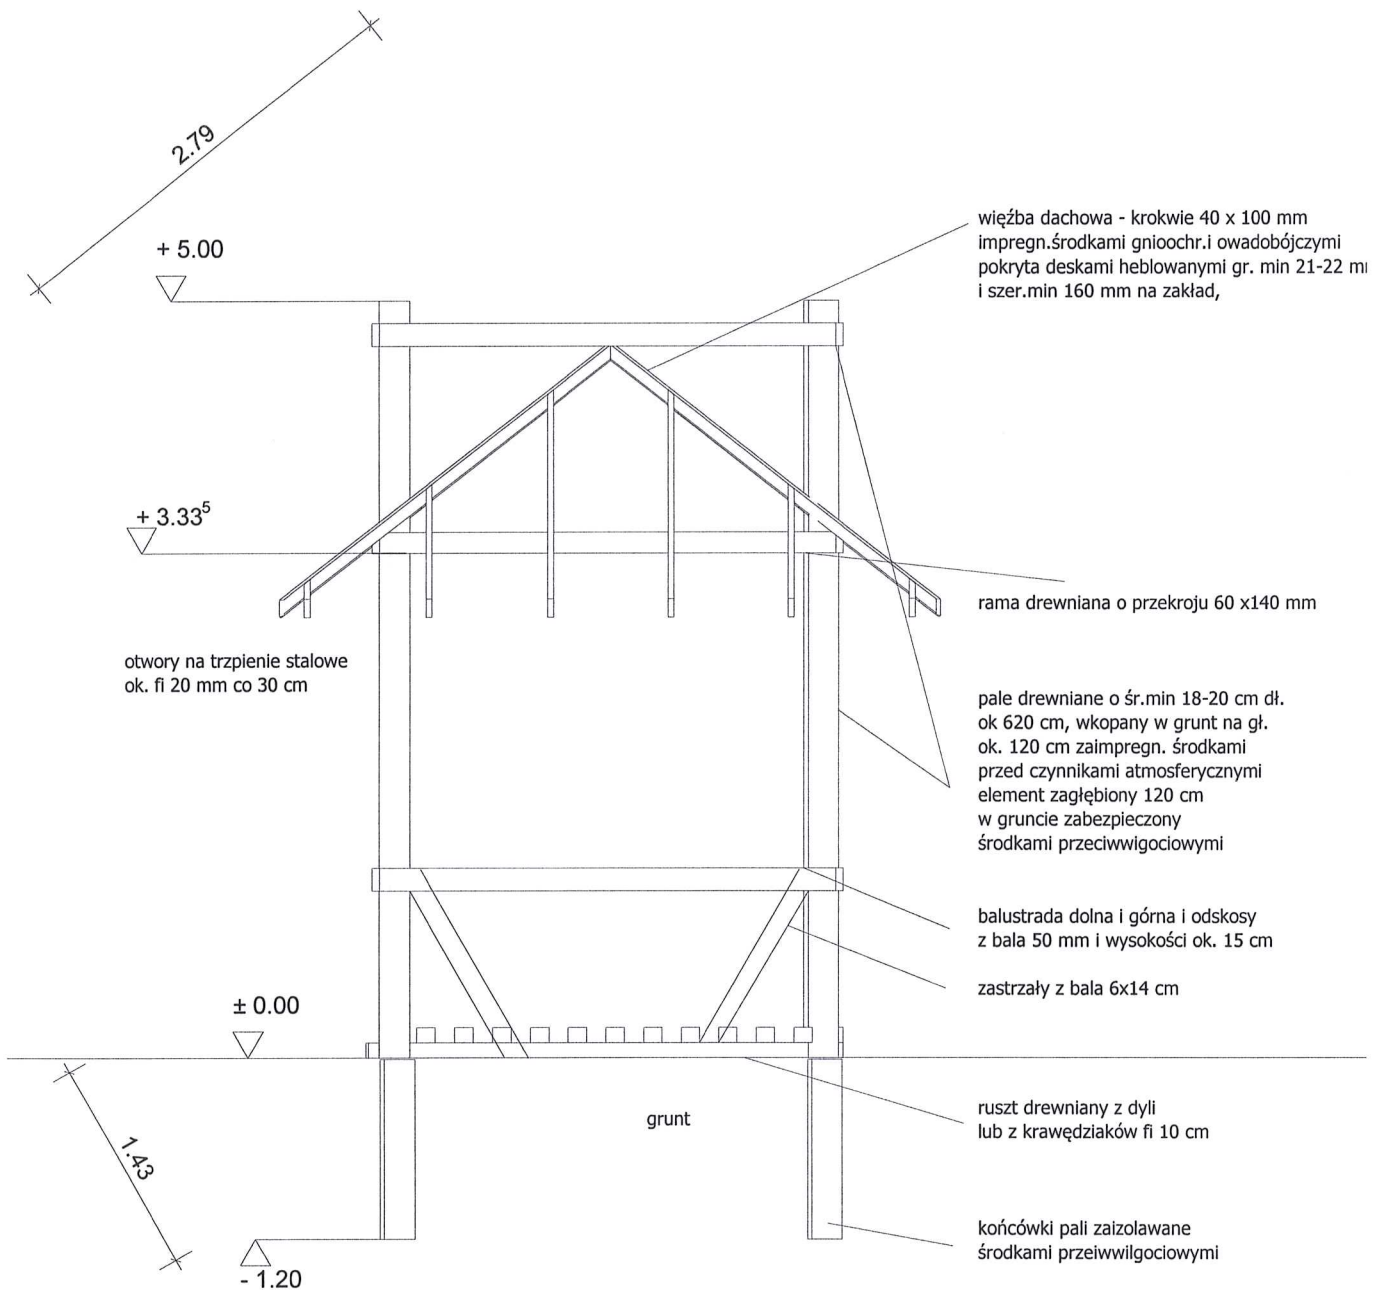 2.79
+ 5.00
więźba dachowa - krokwie 40 x 100 mm
impregn.środkami gnioochr.i owadobójczymi
pokryta deskami heblowanymi gr. min 21-22 m
i szer.min 160 mm na zakład,
+ 3.33⁵
rama drewniana o przekroju 60 x140 mm
otwory na trzpienie stalowe
ok. fi 20 mm co 30 cm
pale drewniane o śr.min 18-20 cm dł.
ok 620 cm, wkopany w grunt na gł.
ok. 120 cm zaimpregn. środkami
przed czynnikami atmosferycznymi
element zagłębiony 120 cm
w gruncie zabezpieczony
środkami przeciwwigociowymi
balustrada dolna i górna i odskosy
z bala 50 mm i wysokości ok. 15 cm
zastrzały z bala 6x14 cm
± 0.00
ruszt drewniany z dyli
lub z krawędziaków fi 10 cm
grunt
1.43
końcówki pali zaizolawane
środkami przeiwwilgociowymi
- 1.20